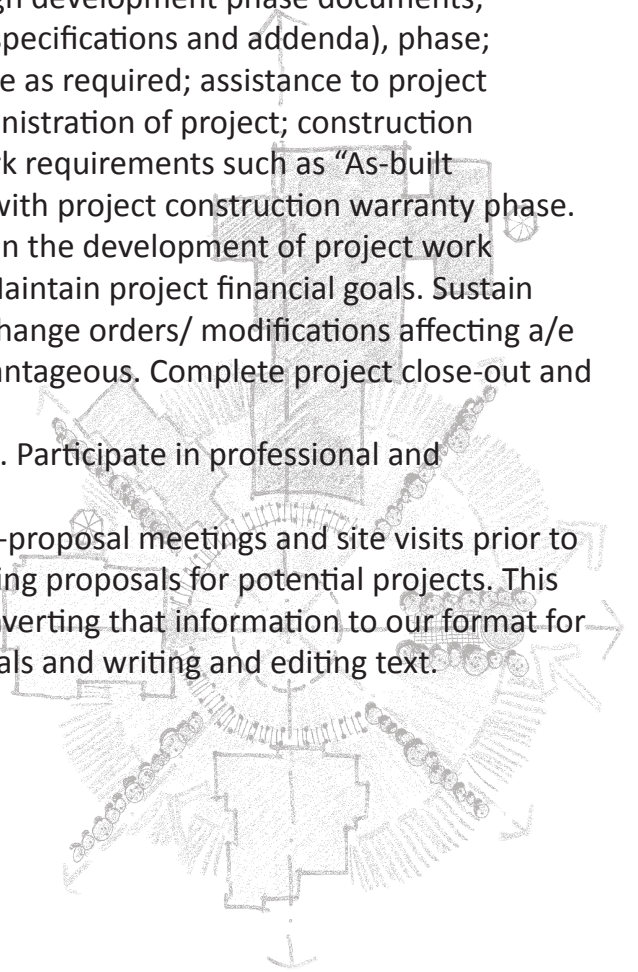 development phase documents,
specifications and addenda), phase;
e as required; assistance to project
nistration of project; construction
rk requirements such as “As-built
with project construction warranty phase.
n the development of project work
Maintain project financial goals. Sustain
hange orders/ modifications affecting a/e
antageous. Complete project close-out and
. Participate in professional and
-proposal meetings and site visits prior to
ing proposals for potential projects. This
verting that information to our format for
als and writing and editing text.